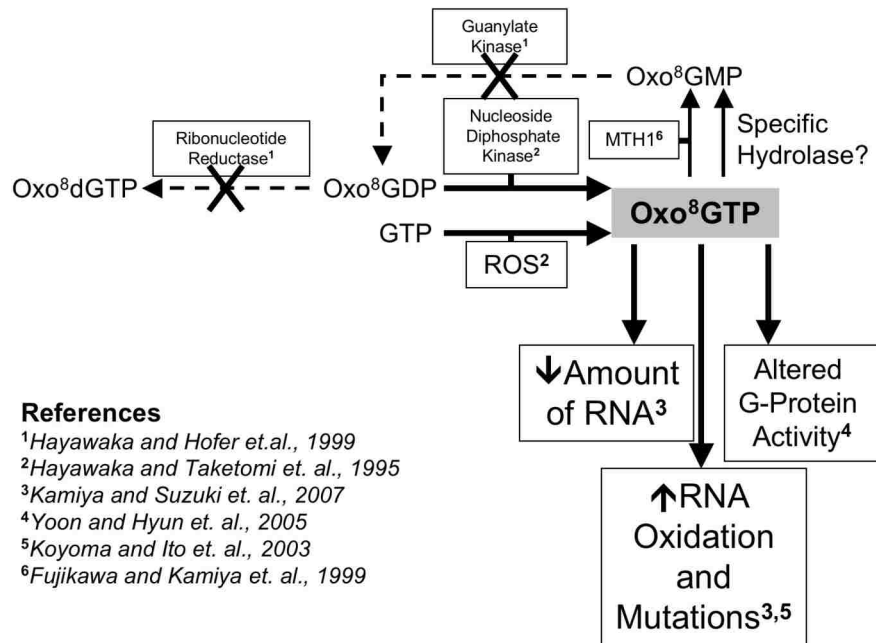 Guanylate
Kinase¹
Oxo⁸GMP
Ribonucleotide
Reductase¹
Nucleoside
Diphosphate
Kinase²
MTH1⁶
Specific
Hydrolase?
Oxo⁸dGTP
Oxo⁸GDP
Oxo⁸GTP
GTP
ROS²
↓Amount
of RNA³
Altered
G-Protein
Activity⁴
↑RNA
Oxidation
and
Mutations³,⁵
References
¹Hayawaka and Hofer et.al., 1999
²Hayawaka and Taketomi et. al., 1995
³Kamiya and Suzuki et. al., 2007
⁴Yoon and Hyun et. al., 2005
⁵Koyoma and Ito et. al., 2003
⁶Fujikawa and Kamiya et. al., 1999